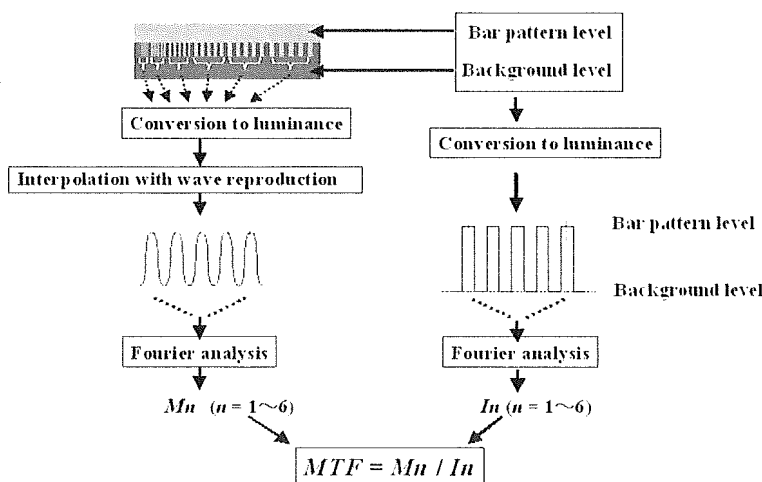 Bar pattern level
Background level
Conversion to luminance
Conversion to luminance
Interpolation with wave reproduction
Bar pattern level
Background level
Fourier analysis
Fourier analysis
Mn (n = 1～6)
In (n = 1～6)
MTF = Mn / In